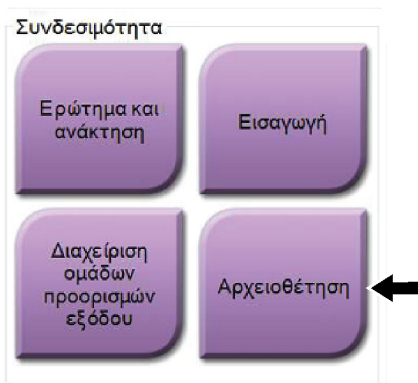 Συνδεσιμότητα
Ερώτημα και
ανάκτηση
Εισαγωγή
Διαχείριση
ομάδων
προορισμών
εξόδου
Αρχειοθέτηση